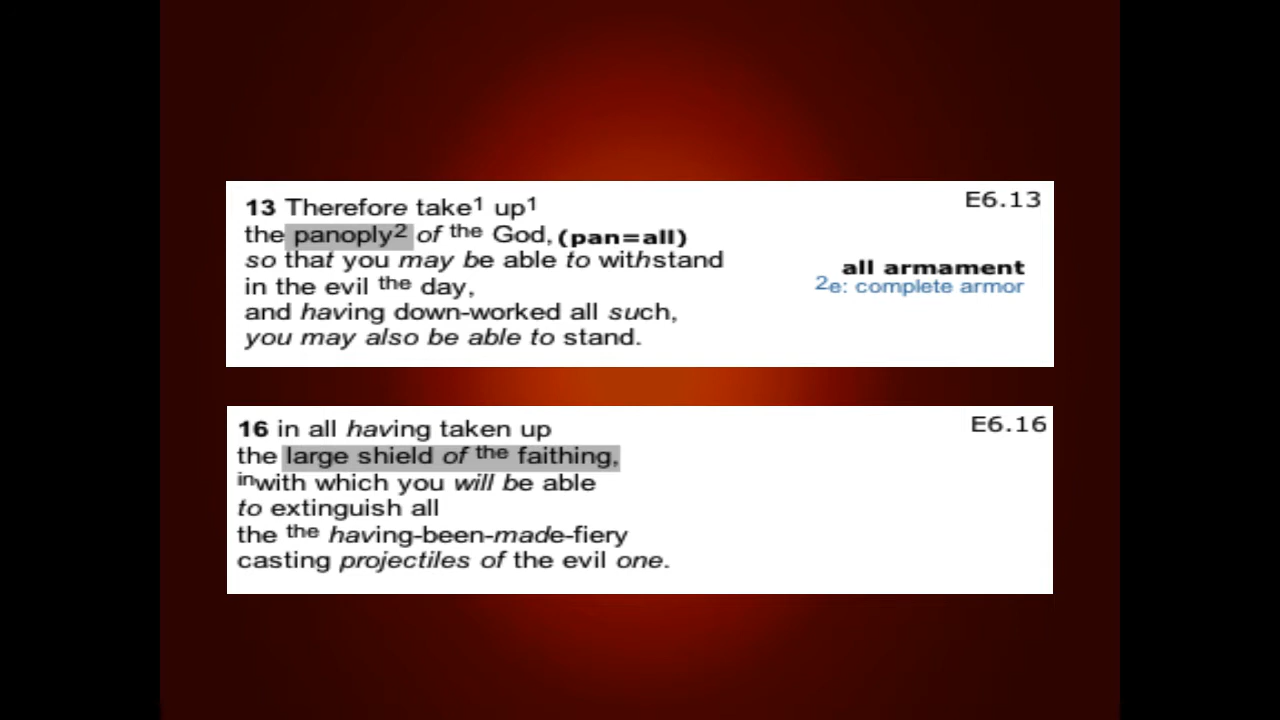 13 Therefore take1 up1
E6.13
the panoply2 of the God, (pan=all)
so that you may be able to withstand
all armament
in the evil the day,
2e: complete armor
and having down-worked all such,
you may also be able to stand.
16 in all having taken up
E6.16
the large shield of the faithing,
inwith which you will be able
to extinguish all
the the having-been-made-fiery
casting projectiles of the evil one.